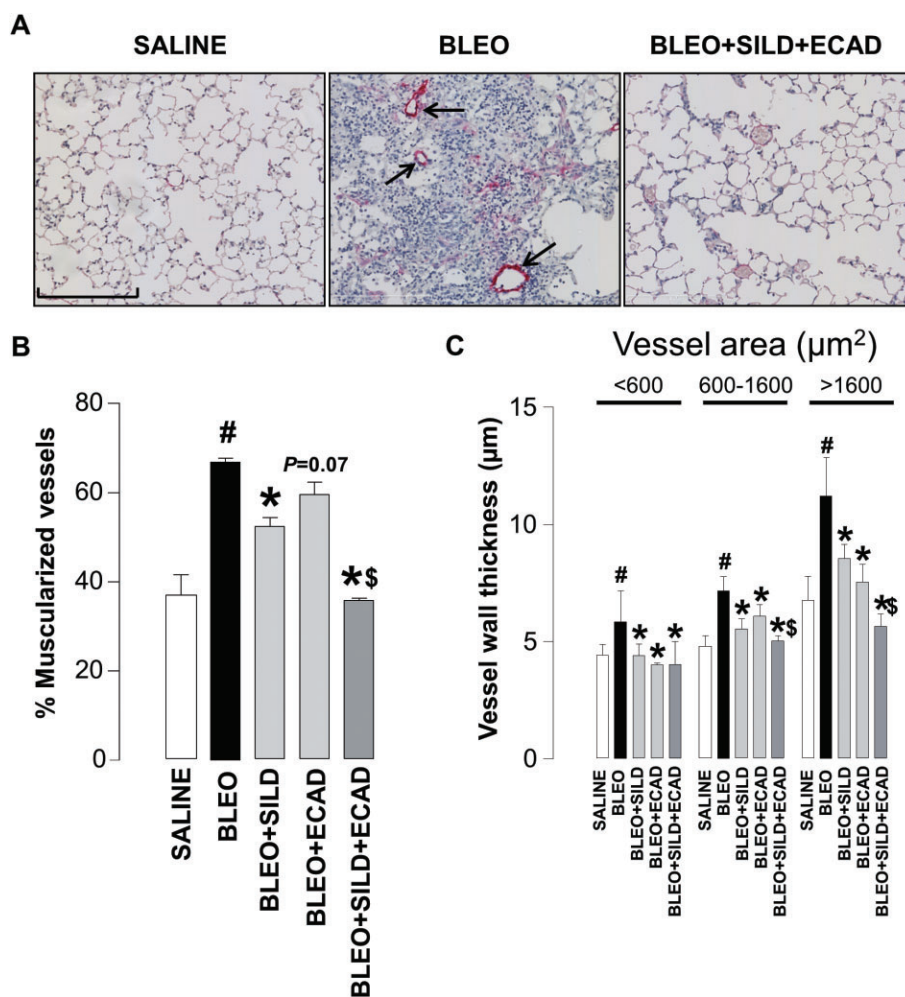 A
SALINE BLEO BLEO+SILD+ECAD
B
% Muscularized vessels
80
60
40
20
0
#
*
P=0.07
*$
SALINE
BLEO
BLEO+SILD
BLEO+ECAD
BLEO+SILD+ECAD
C
Vessel area (µm²)
<600 600-1600 >1600
Vessel wall thickness (µm)
15
10
5
0
# * * *
# * * *$
# * * *$
SALINE
BLEO
BLEO+SILD
BLEO+ECAD
BLEO+SILD+ECAD
SALINE
BLEO
BLEO+SILD
BLEO+ECAD
BLEO+SILD+ECAD
SALINE
BLEO
BLEO+SILD
BLEO+ECAD
BLEO+SILD+ECAD